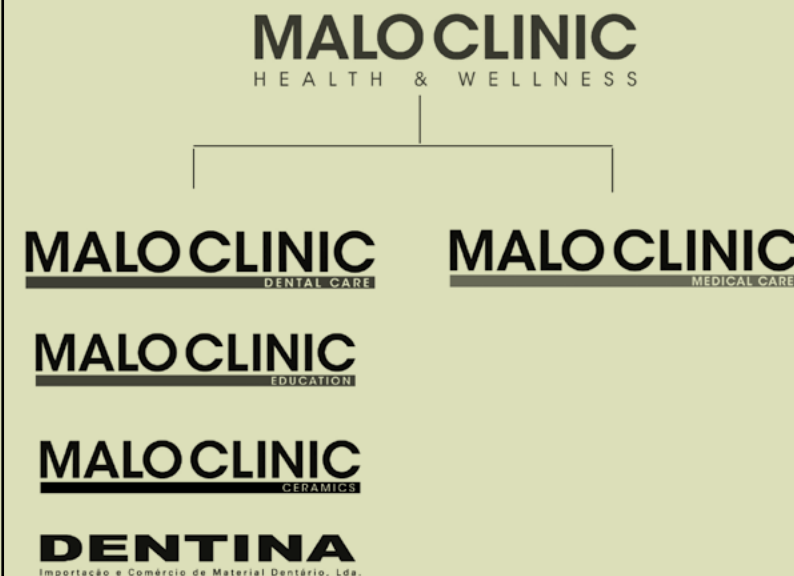 MALO CLINIC
HEALTH & WELLNESS
MALO CLINIC
DENTAL CARE
MALO CLINIC
MEDICAL CARE
MALO CLINIC
EDUCATION
MALO CLINIC
CERAMICS
DENTINA
Importação e Comércio de Material Dentário, Lda.